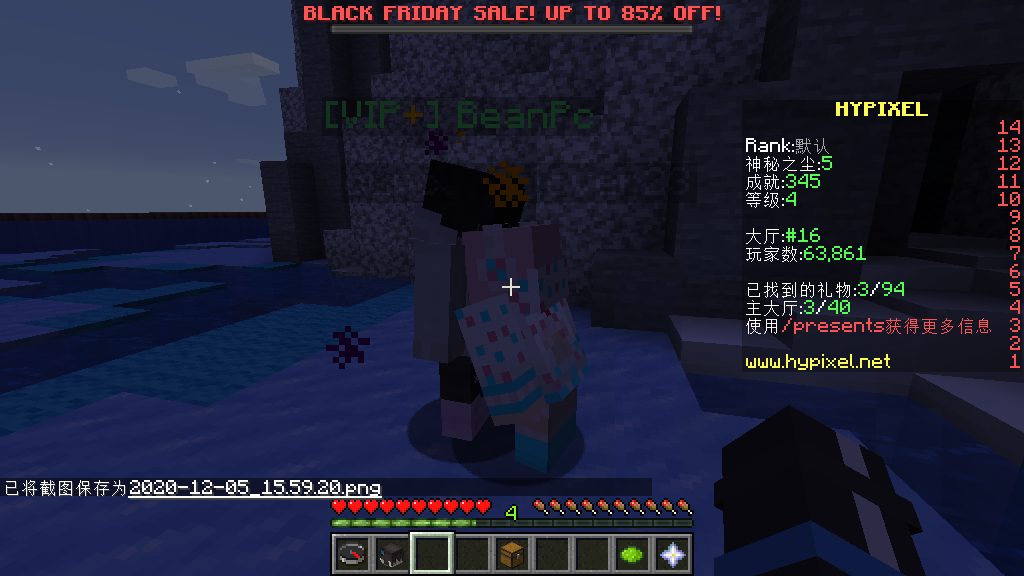 BLACK FRIDAY SALE! UP TO 85% OFF!
[VIP+] BeanPo
HYPIXEL
14
Rank:默认 13
神秘之尘:5 12
成就:345 11
等级:4 10
9
大厅:#16 8
玩家数:63,861 7
6
已找到的礼物:3/94 5
主大厅:3/40 4
使用/presents获得更多信息 3
2
www.hypixel.net 1
已将截图保存为2020-12-05_15.59.20.png
4